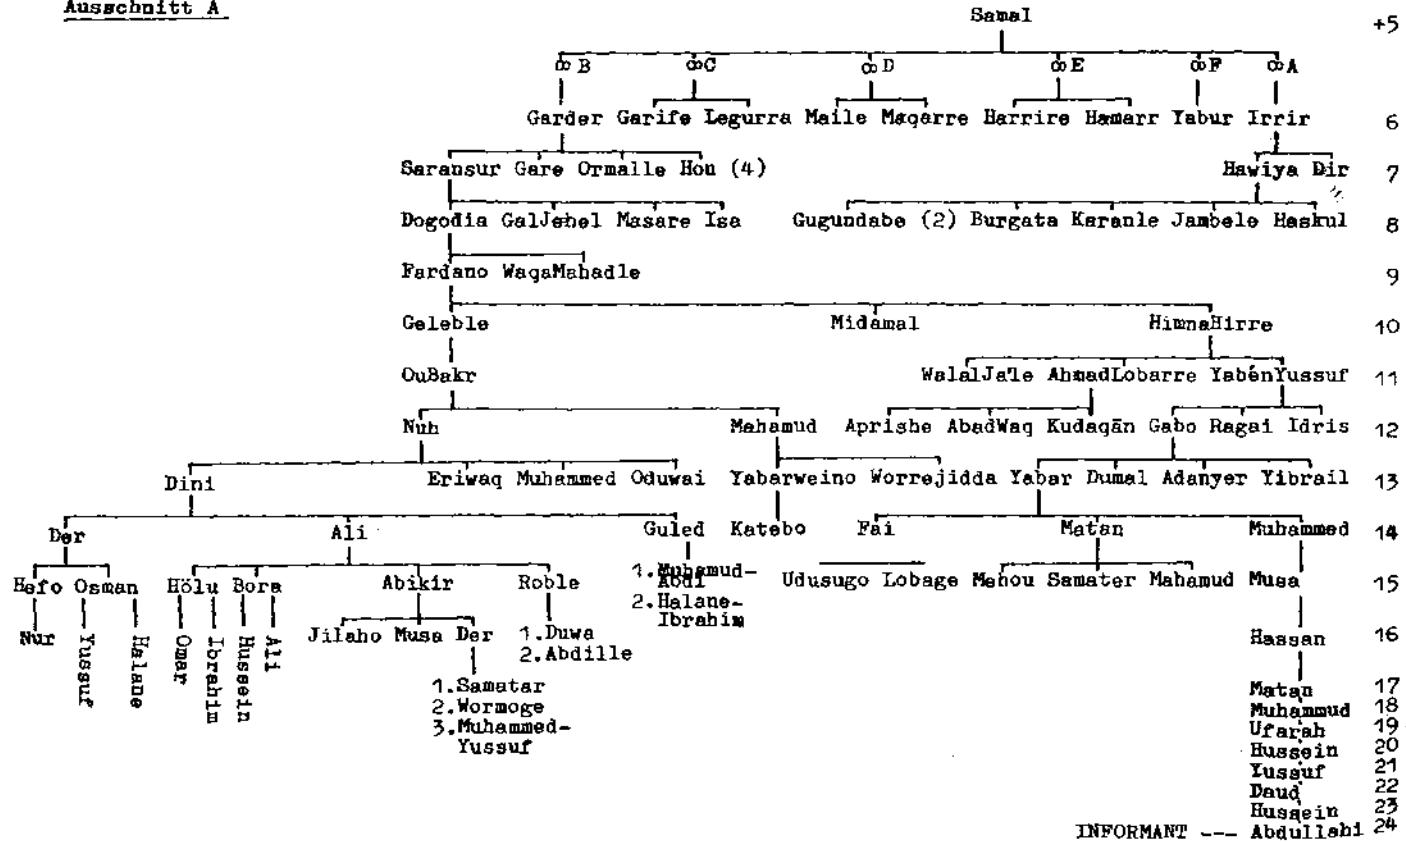 Ausschnitt A
Samal +5
∞B ∞C ∞D ∞E ∞F ∞A
Garder Garife Legurra Maile Maqarre Harrire Hamarr Yabur Irrir 6
Saransur Gare Ormalle Hon (4) Hawiya Dir 7
Dogodia GalJebel Masare Isa Gugundabe (2) Burgata Karanle Jambele Haskul 8
Fardano WaqaMahadle 9
Geleble Midamal HimnaHirre 10
OuBakr WalalJa'le AhmadLobarre YabénYussuf 11
Nuh Mahamud Aprishe AbadWaq Kudaqān Gabo Ragai Idris 12
Dini Eriwaq Muhammed Oduwai Yabarweino Worrejidda Yabar Dumal Adanyer Yibrail 13
Der Ali Guled Katebo Fai Matan Muhammed 14
Hefo Osman Hölu Bora Abikir Roble 1.Muhamud-Abdi Udusugo Lobage Mehou Samater Mahamud Musa 15
2.Halane-Ibrahim
Nur Yussuf Halane Omar Ibrahim Hussein Ali Jilaho Musa Der 1.Duwa Hassan 16
2.Abdille
1.Samatar Matan 17
2.Wormoge Muhammud 18
3.Muhammed- Ufarah 19
Yussuf Hussein 20
Yussuf 21
Daud 22
Hussein 23
INFORMANT --- Abdullahi 24